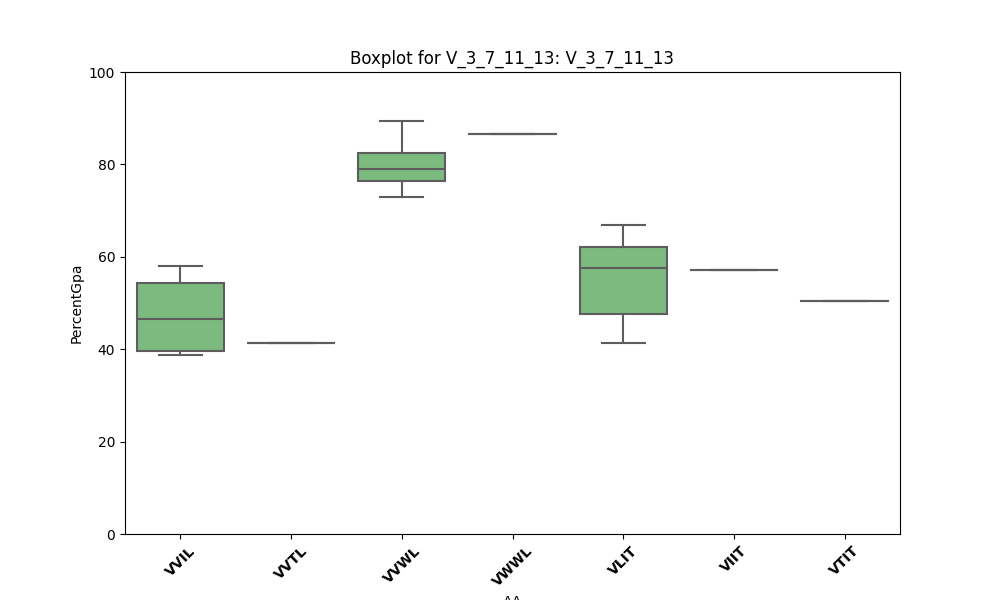 Boxplot for V_3_7_11_13: V_3_7_11_13
100
80
60
40
20
0
PercentGpa
VVIL
VVTL
VVWL
VWWL
VLIT
VIIT
VTIT